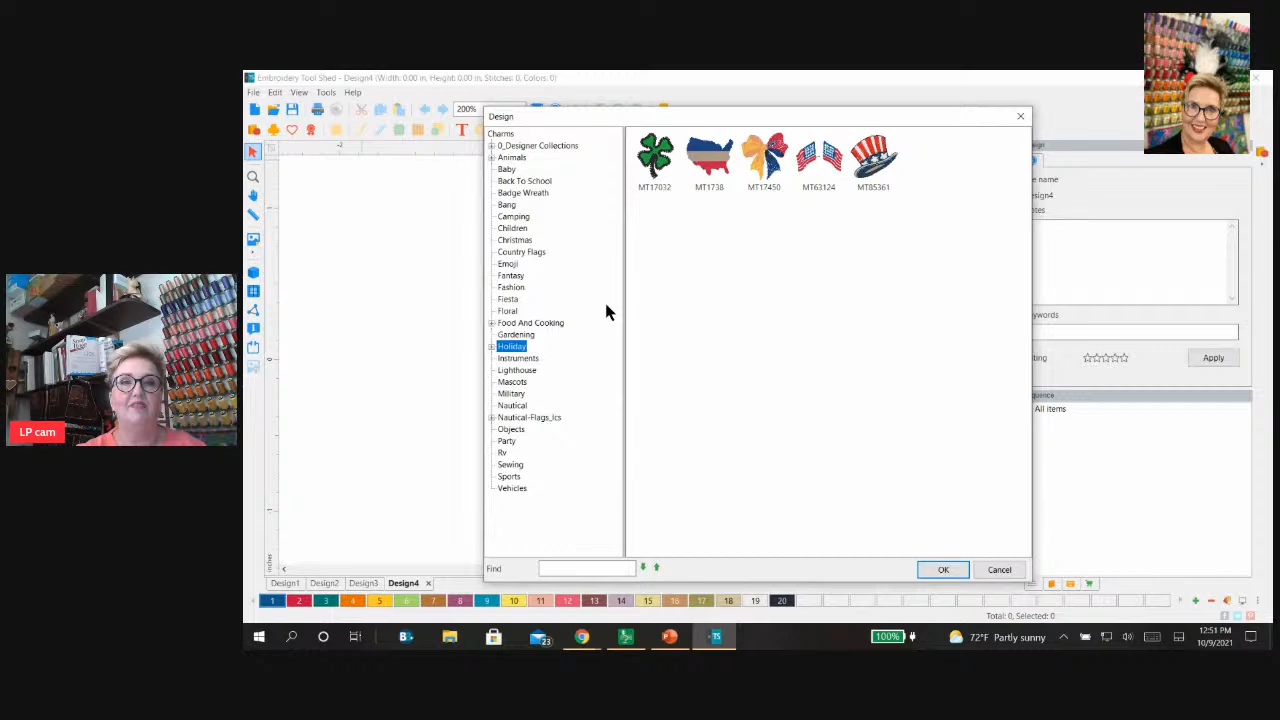 Embroidery Tool Shed - Design4 (Width: 0.00 in, Height: 0.00 in, Stitches: 0, Colors: 0)
File Edit View Tools Help
200%
Design
Charms
0_Designer Collections
Animals
Baby
Back To School
Badge Wreath
Bang
Camping
Children
Christmas
Country Flags
Emoji
Fantasy
Fashion
Fiesta
Floral
Food And Cooking
Gardening
Holiday
Instruments
Lighthouse
Mascots
Military
Nautical
Nautical-Flags_Ics
Objects
Party
Rv
Sewing
Sports
Vehicles
MT17032 MT1738 MT17450 MT63124 MT85361
Find
OK Cancel
name
Apply
All items
LP cam
Design1 Design2 Design3 Design4
1 2 3 4 5 6 7 8 9 10 11 12 13 14 15 16 17 18 19 20
Total: 0, Selected: 0
23
100%
72°F Partly sunny
12:51 PM
10/9/2021